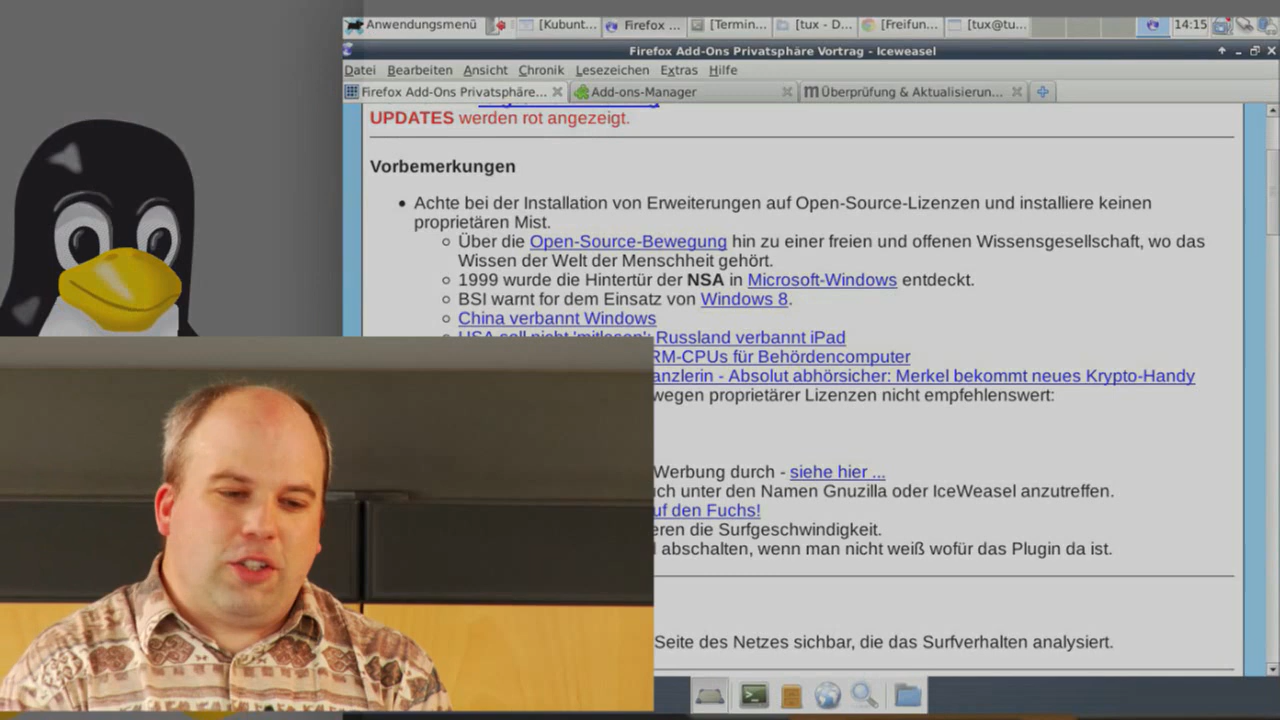 Anwendungsmenü [Kubunt... Firefox ... [Termin... [tux - D... [Freifun... [tux@tu... 14:15
Firefox Add-Ons Privatsphäre Vortrag - Iceweasel
Datei Bearbeiten Ansicht Chronik Lesezeichen Extras Hilfe
Firefox Add-Ons Privatsphäre... Add-ons-Manager m Überprüfung & Aktualisierun...
UPDATES werden rot angezeigt.
Vorbemerkungen
Achte bei der Installation von Erweiterungen auf Open-Source-Lizenzen und installiere keinen
proprietären Mist.
Über die Open-Source-Bewegung hin zu einer freien und offenen Wissensgesellschaft, wo das
Wissen der Welt der Menschheit gehört.
1999 wurde die Hintertür der NSA in Microsoft-Windows entdeckt.
BSI warnt for dem Einsatz von Windows 8.
China verbannt Windows
USA soll nicht 'mitlesen': Russland verbannt iPad
RM-CPUs für Behördencomputer
anzlerin - Absolut abhörsicher: Merkel bekommt neues Krypto-Handy
wegen proprietärer Lizenzen nicht empfehlenswert:
Werbung durch - siehe hier ...
ch unter den Namen Gnuzilla oder IceWeasel anzutreffen.
uf den Fuchs!
eren die Surfgeschwindigkeit.
abschalten, wenn man nicht weiß wofür das Plugin da ist.
Seite des Netzes sichbar, die das Surfverhalten analysiert.